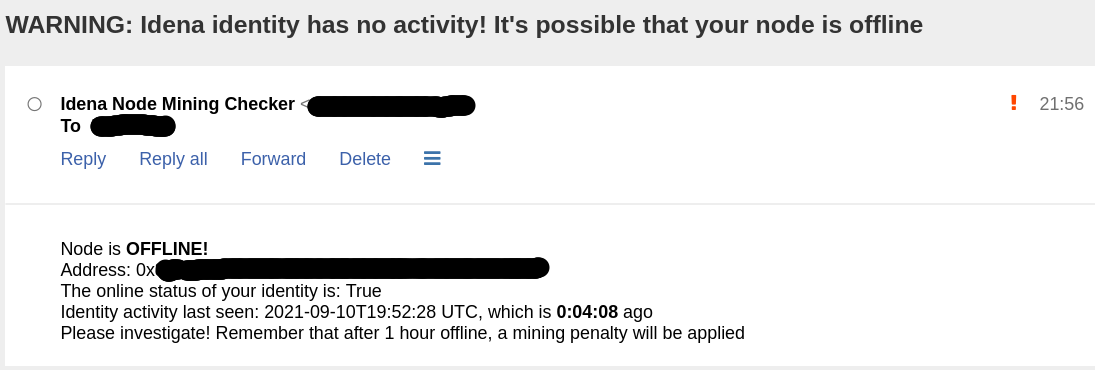 WARNING: Idena identity has no activity! It's possible that your node is offline
Idena Node Mining Checker < ! 21:56
To
Reply Reply all Forward Delete
Node is OFFLINE!
Address: 0x
The online status of your identity is: True
Identity activity last seen: 2021-09-10T19:52:28 UTC, which is 0:04:08 ago
Please investigate! Remember that after 1 hour offline, a mining penalty will be applied